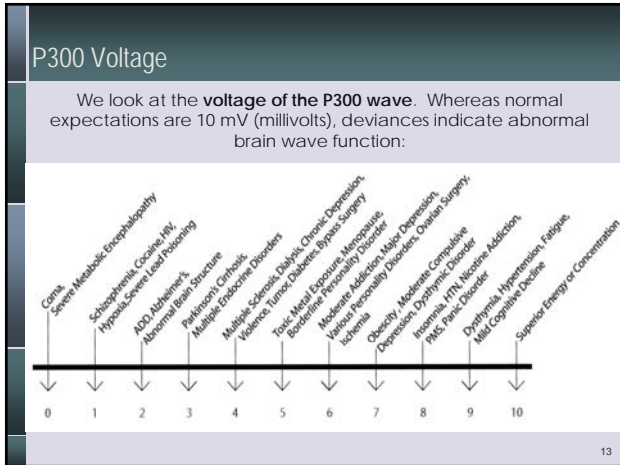 P300 Voltage
We look at the voltage of the P300 wave. Whereas normal
expectations are 10 mV (millivolts), deviances indicate abnormal
brain wave function:
Coma,
Severe Metabolic Encephalopathy
Schizophrenia, Cocaine, HIV,
Hypoxia, Severe Lead Poisoning
ADD, Alzheimer's,
Abnormal Brain Structure
Parkinson's Cirrhosis,
Multiple Endocrine Disorders
Multiple Sclerosis, Dialysis, Chronic Depression,
Violence, Tumor, Diabetes, Bypass Surgery
Toxic Metal Exposure, Menopause,
Borderline Personality Disorder
Moderate Addiction, Major Depression,
Various Personality Disorders, Ovarian Surgery,
Ischemia
Obescity, Moderate Compulsive
Depression, Dysthymic Disorder
Insomnia, HTN, Nicotine Addiction,
PMS, Panic Disorder
Dysthymia, Hypertension, Fatigue,
Mild Cognitive Decline
Superior Energy or Concentration
0 1 2 3 4 5 6 7 8 9 10
13